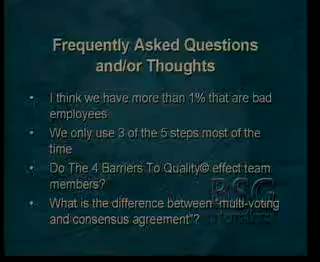 Frequently Asked Questions
and/or Thoughts
• I think we have more than 1% that are bad
employees
• We only use 3 of the 5 steps most of the
time
• Do The 4 Barriers To Quality© effect team
members?
• What is the difference between "multi-voting
and consensus agreement"?
RSG